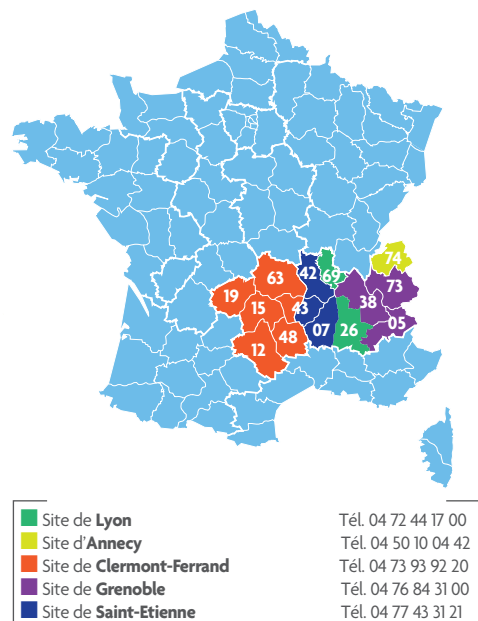 74
42
69
63
73
19
38
15
43
05
07
26
48
12
Site de Lyon Tél. 04 72 44 17 00
Site d'Annecy Tél. 04 50 10 04 42
Site de Clermont-Ferrand Tél. 04 73 93 92 20
Site de Grenoble Tél. 04 76 84 31 00
Site de Saint-Etienne Tél. 04 77 43 31 21